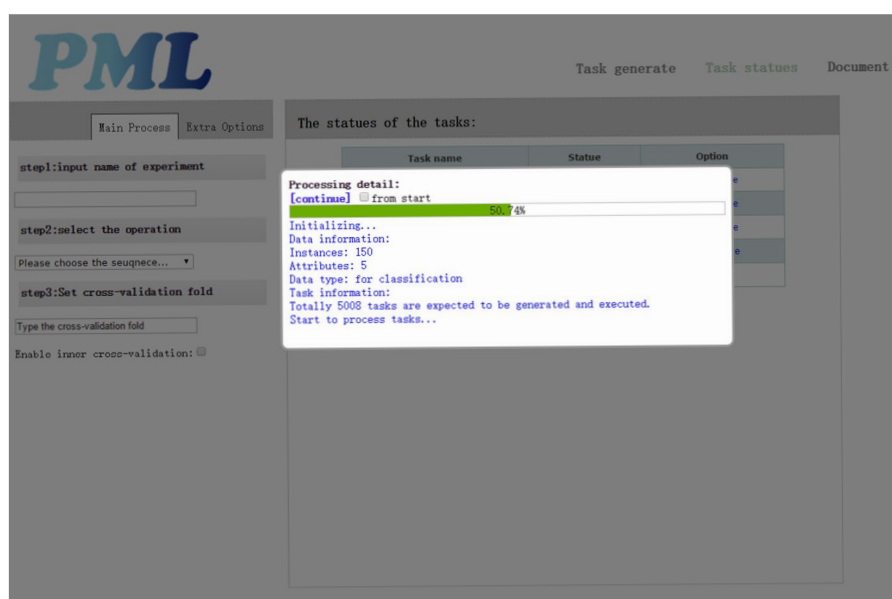 PML
Task generate Task statues Document
Main Process Extra Options
The statues of the tasks:
step1:input name of experiment
step2:select the operation
Please choose the seuqnece...
step3:Set cross-validation fold
Type the cross-validation fold
Enable inner cross-validation:
Task name Statue Option
Processing detail:
[continue] from start
50.74%
Initializing...
Data information:
Instances: 150
Attributes: 5
Data type: for classification
Task information:
Totally 5008 tasks are expected to be generated and executed.
Start to process tasks...